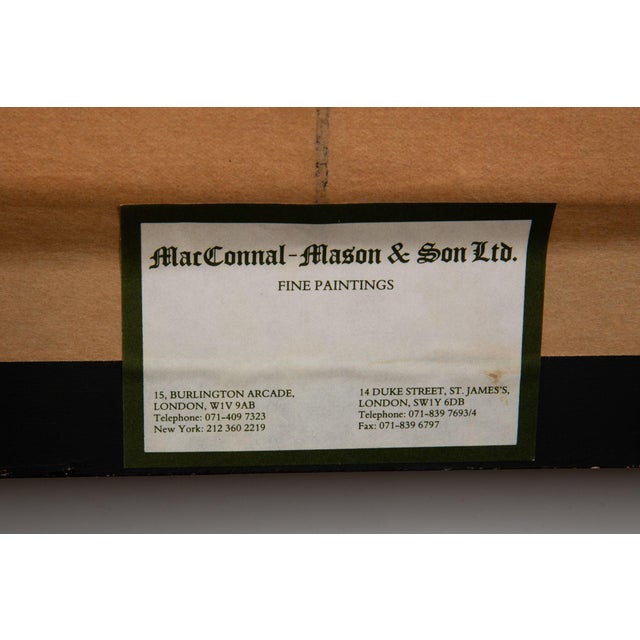 MacConnal-Mason & Son Ltd.
FINE PAINTINGS
15, BURLINGTON ARCADE,
LONDON, W1V 9AB
Telephone: 071-409 7323
New York: 212 360 2219
14 DUKE STREET, ST. JAMES'S,
LONDON, SW1Y 6DB
Telephone: 071-839 7693/4
Fax: 071-839 6797